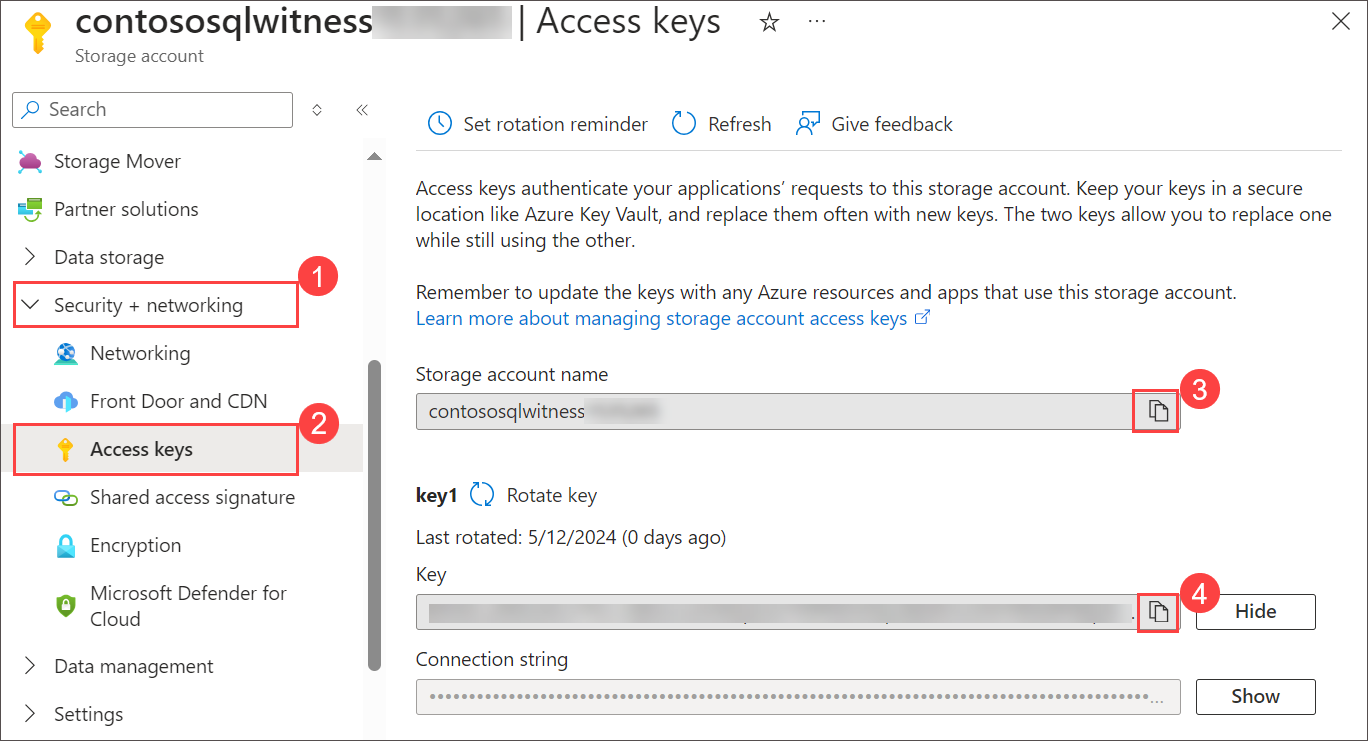 contososqlwitness | Access keys
Storage account
Search
Storage Mover
Partner solutions
Data storage
1
Security + networking
Networking
Front Door and CDN
2
Access keys
Shared access signature
Encryption
Microsoft Defender for
Cloud
Data management
Settings
Set rotation reminder Refresh Give feedback
Access keys authenticate your applications’ requests to this storage account. Keep your keys in a secure
location like Azure Key Vault, and replace them often with new keys. The two keys allow you to replace one
while still using the other.
Remember to update the keys with any Azure resources and apps that use this storage account.
Learn more about managing storage account access keys
Storage account name
3
contososqlwitness
key1 Rotate key
Last rotated: 5/12/2024 (0 days ago)
Key
4
Hide
Connection string
Show